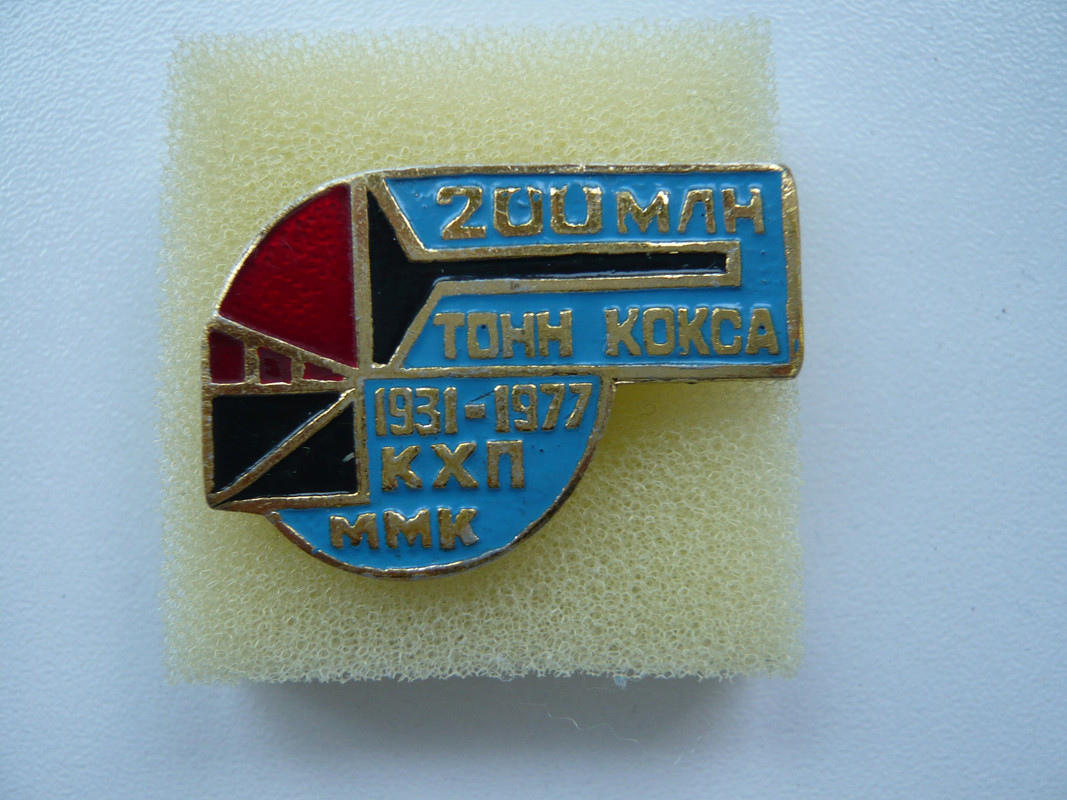 200 МЛН
ТОНН КОКСА
1931-1977
КХП
ММК